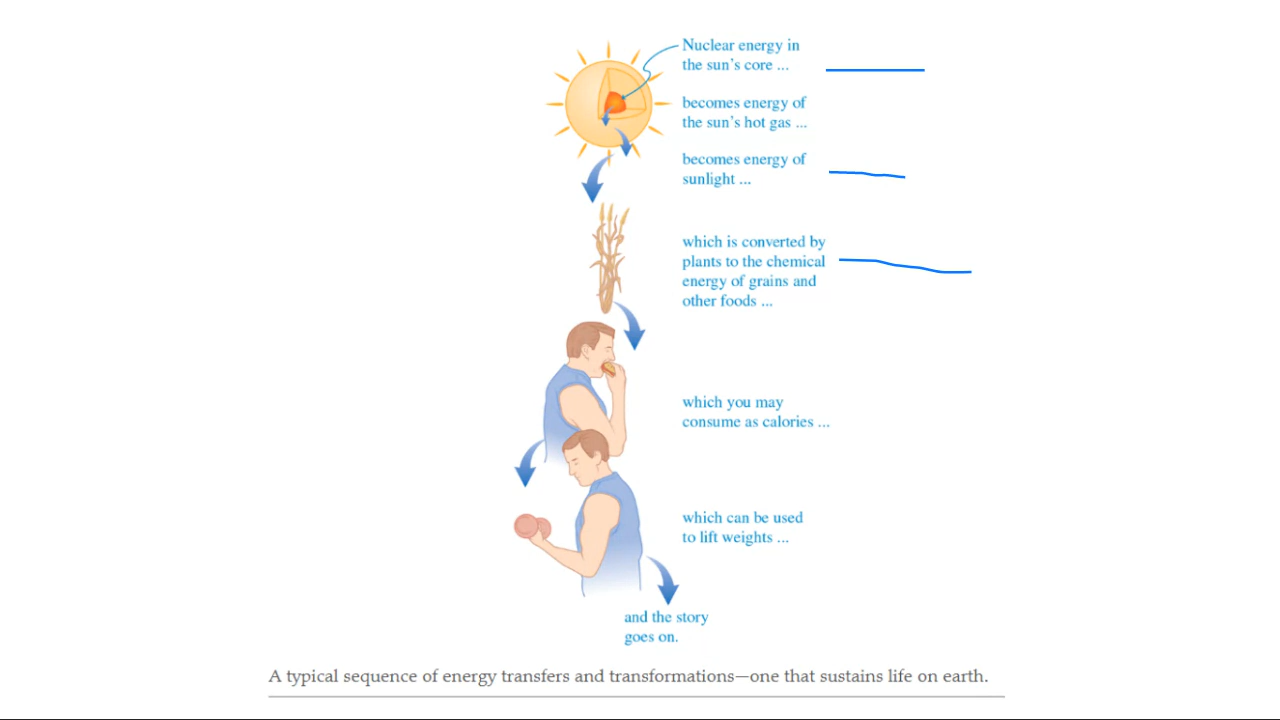 Nuclear energy in
the sun's core ...
becomes energy of
the sun's hot gas ...
becomes energy of
sunlight ...
which is converted by
plants to the chemical
energy of grains and
other foods ...
which you may
consume as calories ...
which can be used
to lift weights ...
and the story
goes on.
A typical sequence of energy transfers and transformations—one that sustains life on earth.